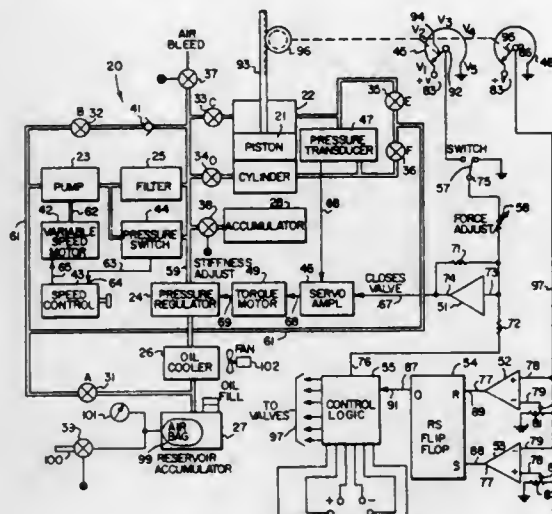 AIR
BLEED
20
37
93
96
94
V2
V3
V4
46
V1
V5
+V
83
92
95
86
+V
83
48
B
32
41
33
C
22
21
PISTON
CYLINDER
34
D
47
PRESSURE
TRANSDUCER
35
E
F
36
SWITCH
57
75
23
PUMP
25
FILTER
42
62
VARIABLE
SPEED
MOTOR
44
PRESSURE
SWITCH
38
28
ACCUMULATOR
66
FORCE
ADJUST
58
61
65
63
43
64
SPEED
CONTROL
59
STIFFNESS
ADJUST
24
PRESSURE
REGULATOR
49
TORQUE
MOTOR
69
68
SERVO
AMPL.
CLOSES
VALVE
67
71
74
73
51
97
61
72
26
OIL
COOLER
FAN
102
76
A
31
OIL
FILL
101
33
100
AIR
BAG
99
27
RESERVOIR ACCUMULATOR
TO
VALVES
97
55
CONTROL
LOGIC
87
91
54
Q
R
S
RS
FLIP
FLOP
52
77
89
78
79
81
53
88
77
79
78
+
-